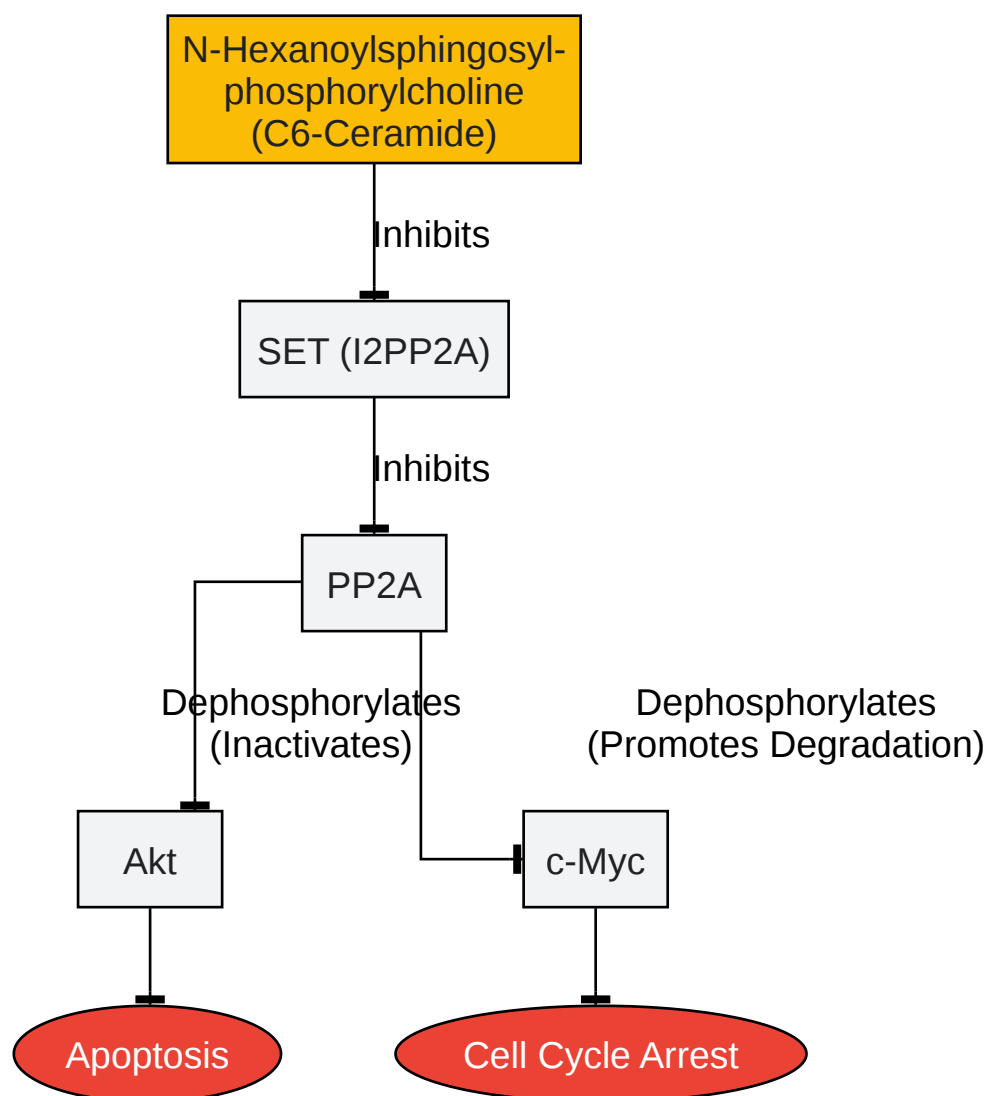 N-Hexanoylsphingosyl-
phosphorylcholine
(C6-Ceramide)
Inhibits
SET (I2PP2A)
Inhibits
PP2A
Dephosphorylates
(Inactivates)
Dephosphorylates
(Promotes Degradation)
Akt
c-Myc
Apoptosis
Cell Cycle Arrest